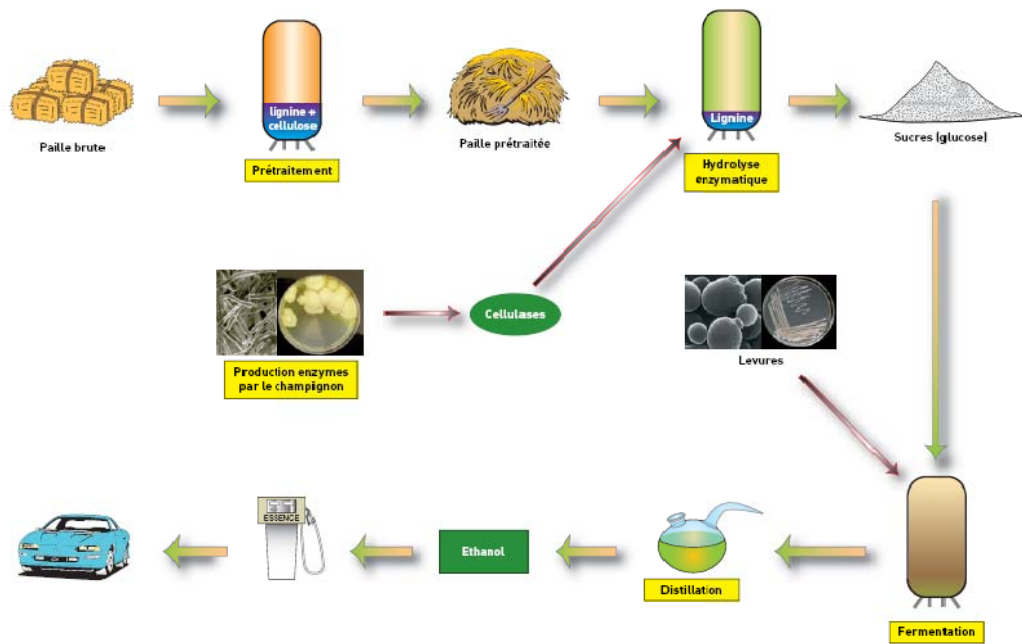 lignine +
cellulose
Lignine
Paille brute
Paille prétraitée
Sucres (glucose)
Prétraitement
Hydrolyse
enzymatique
Cellulases
Levures
Production enzymes
par le champignon
ESSENCE
Ethanol
Distillation
Fermentation